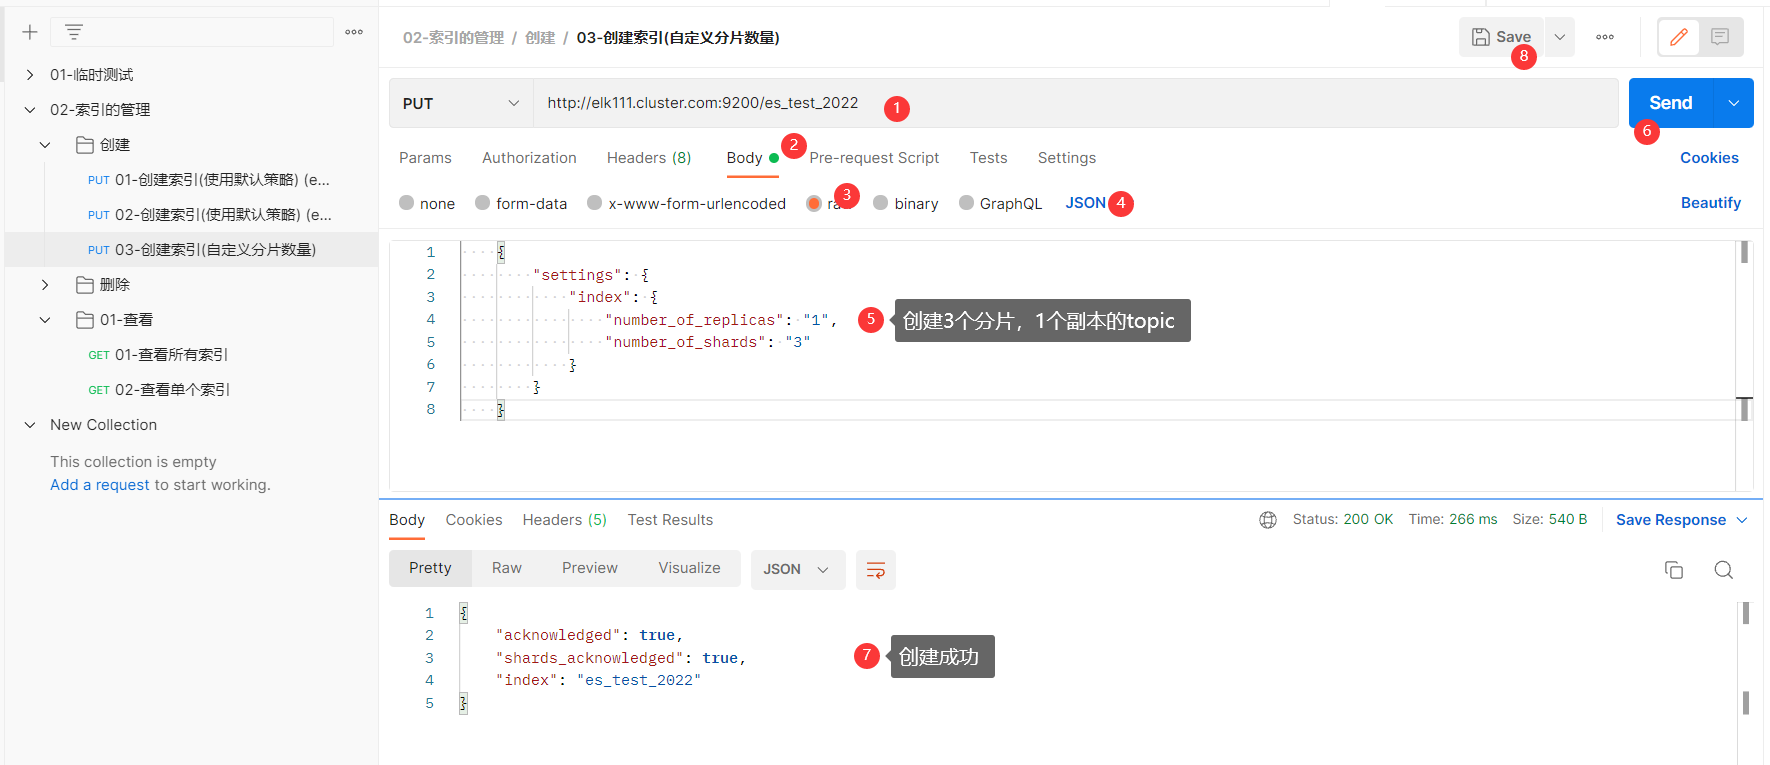 02-索引的管理 / 创建 / 03-创建索引(自定义分片数量)
Save
8
01-临时测试
02-索引的管理
创建
PUT 01-创建索引(使用默认策略) (e...
PUT 02-创建索引(使用默认策略) (e...
PUT 03-创建索引(自定义分片数量)
删除
01-查看
GET 01-查看所有索引
GET 02-查看单个索引
New Collection
This collection is empty
Add a request to start working.
PUT http://elk111.cluster.com:9200/es_test_2022 1
Send
6
Params Authorization Headers (8) Body 2 Pre-request Script Tests Settings Cookies
none form-data x-www-form-urlencoded 3 binary GraphQL JSON 4 Beautify
1 {
2 "settings": {
3 "index": {
4 "number_of_replicas": "1",
5 "number_of_shards": "3"
6 }
7 }
8 }
5 创建3个分片，1个副本的topic
Body Cookies Headers (5) Test Results Status: 200 OK Time: 266 ms Size: 540 B Save Response
Pretty Raw Preview Visualize JSON
1 {
2 "acknowledged": true,
3 "shards_acknowledged": true,
4 "index": "es_test_2022"
5 }
7 创建成功